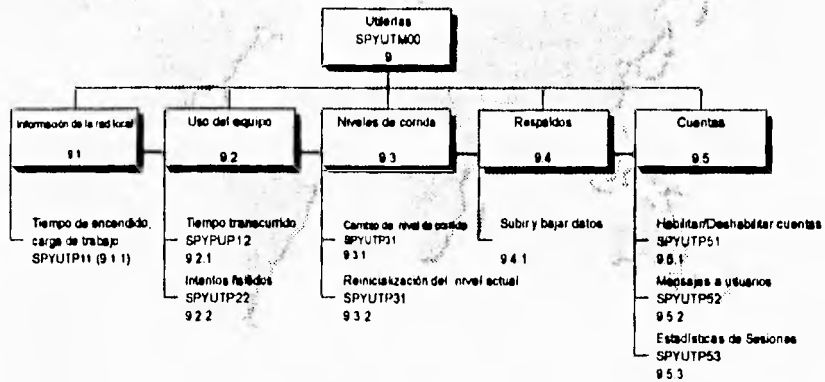 Utilerías
SPYUTM00
9
Información de la red local
9.1
Uso del equipo
9.2
Niveles de corrida
9.3
Respaldos
9.4
Cuentas
9.5
Tiempo de encendido,
carga de trabajo
SPYUTP11 (9.1.1)
Tiempo transcurrido
SPYPUP12
9.2.1
Intentos fallidos
SPYUTP22
9.2.2
Cambio de nivel de corrida
SPYUTP31
9.3.1
Reinicialización del nivel actual
SPYUTP31
9.3.2
Subir y bajar datos
9.4.1
Habilitar/Deshabilitar cuentas
SPYUTP51
9.5.1
Mensajes a usuarios
SPYUTP52
9.5.2
Estadísticas de Sesiones
SPYUTP53
9.5.3